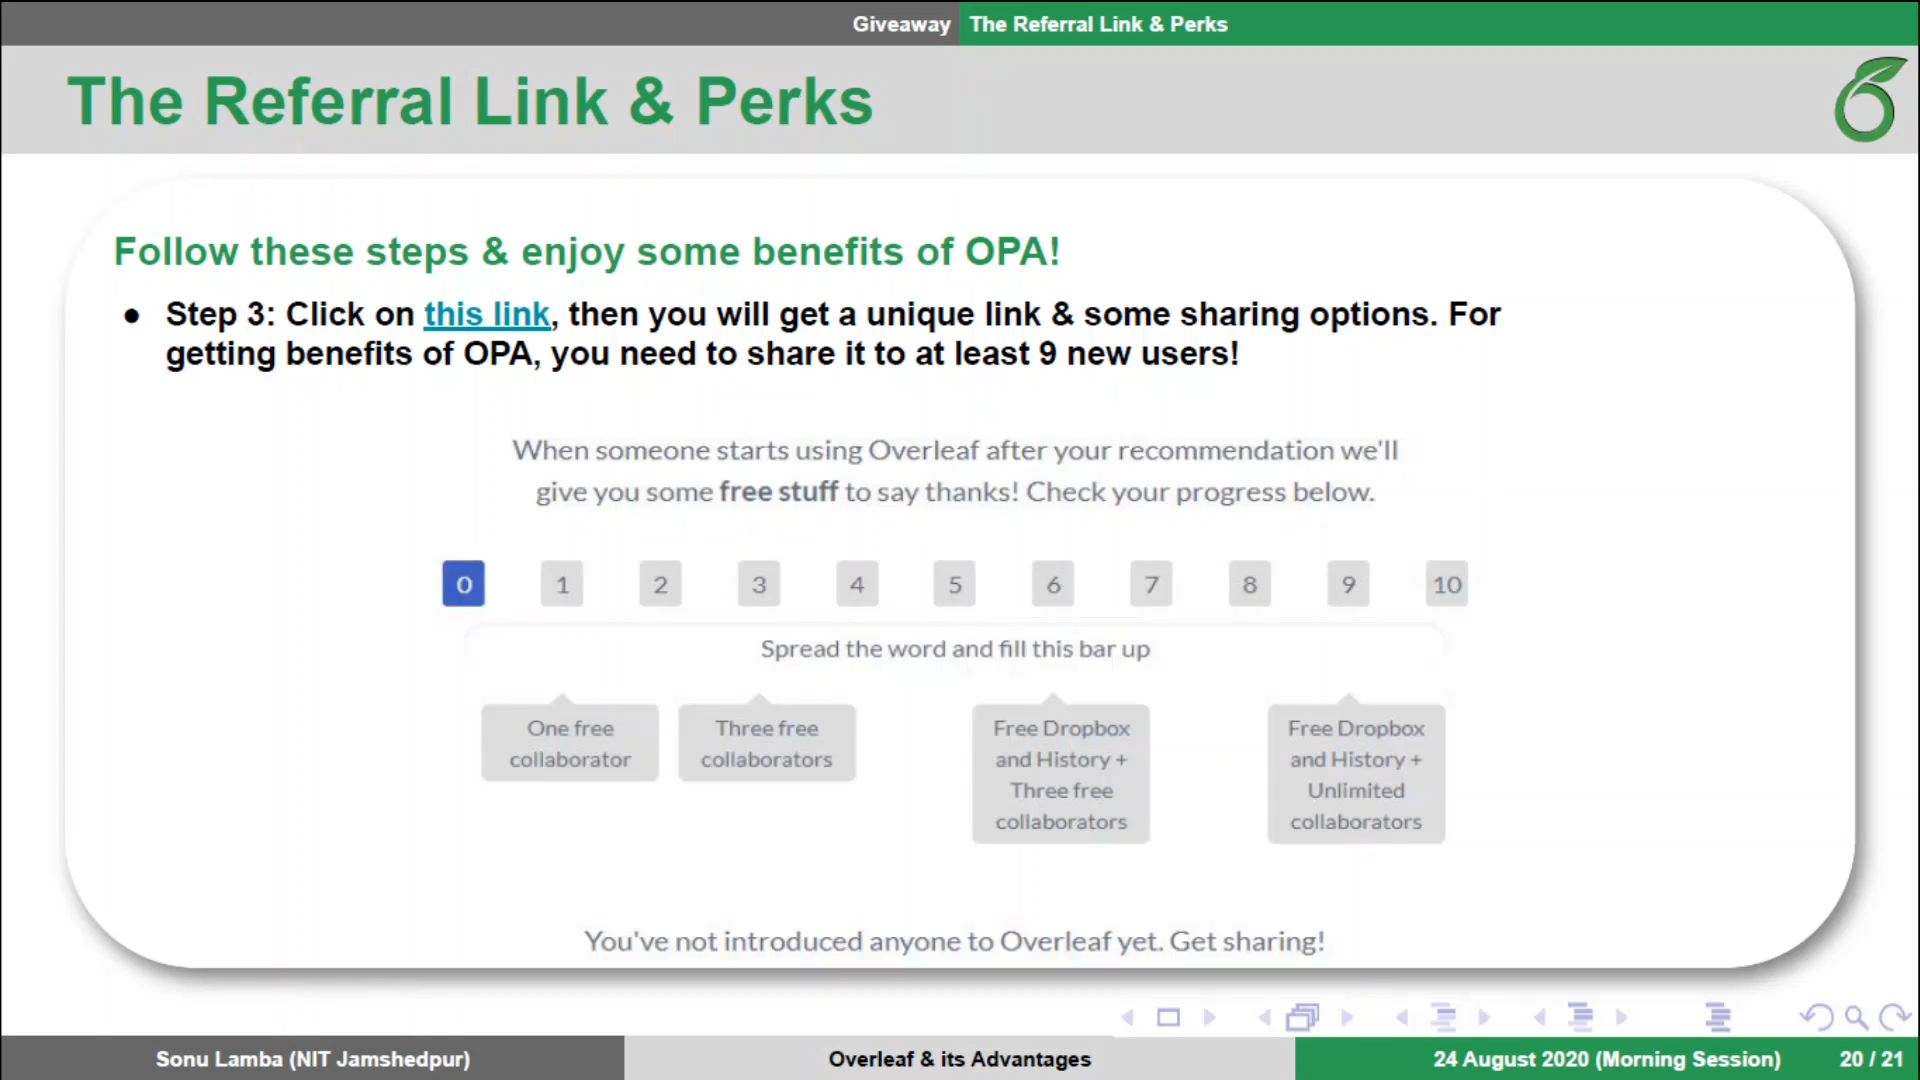 Giveaway The Referral Link & Perks
The Referral Link & Perks
Follow these steps & enjoy some benefits of OPA!
● Step 3: Click on this link, then you will get a unique link & some sharing options. For
getting benefits of OPA, you need to share it to at least 9 new users!
When someone starts using Overleaf after your recommendation we'll
give you some free stuff to say thanks! Check your progress below.
0 1 2 3 4 5 6 7 8 9 10
Spread the word and fill this bar up
One free
collaborator
Three free
collaborators
Free Dropbox
and History +
Three free
collaborators
Free Dropbox
and History +
Unlimited
collaborators
You've not introduced anyone to Overleaf yet. Get sharing!
Sonu Lamba (NIT Jamshedpur) Overleaf & its Advantages 24 August 2020 (Morning Session) 20 / 21